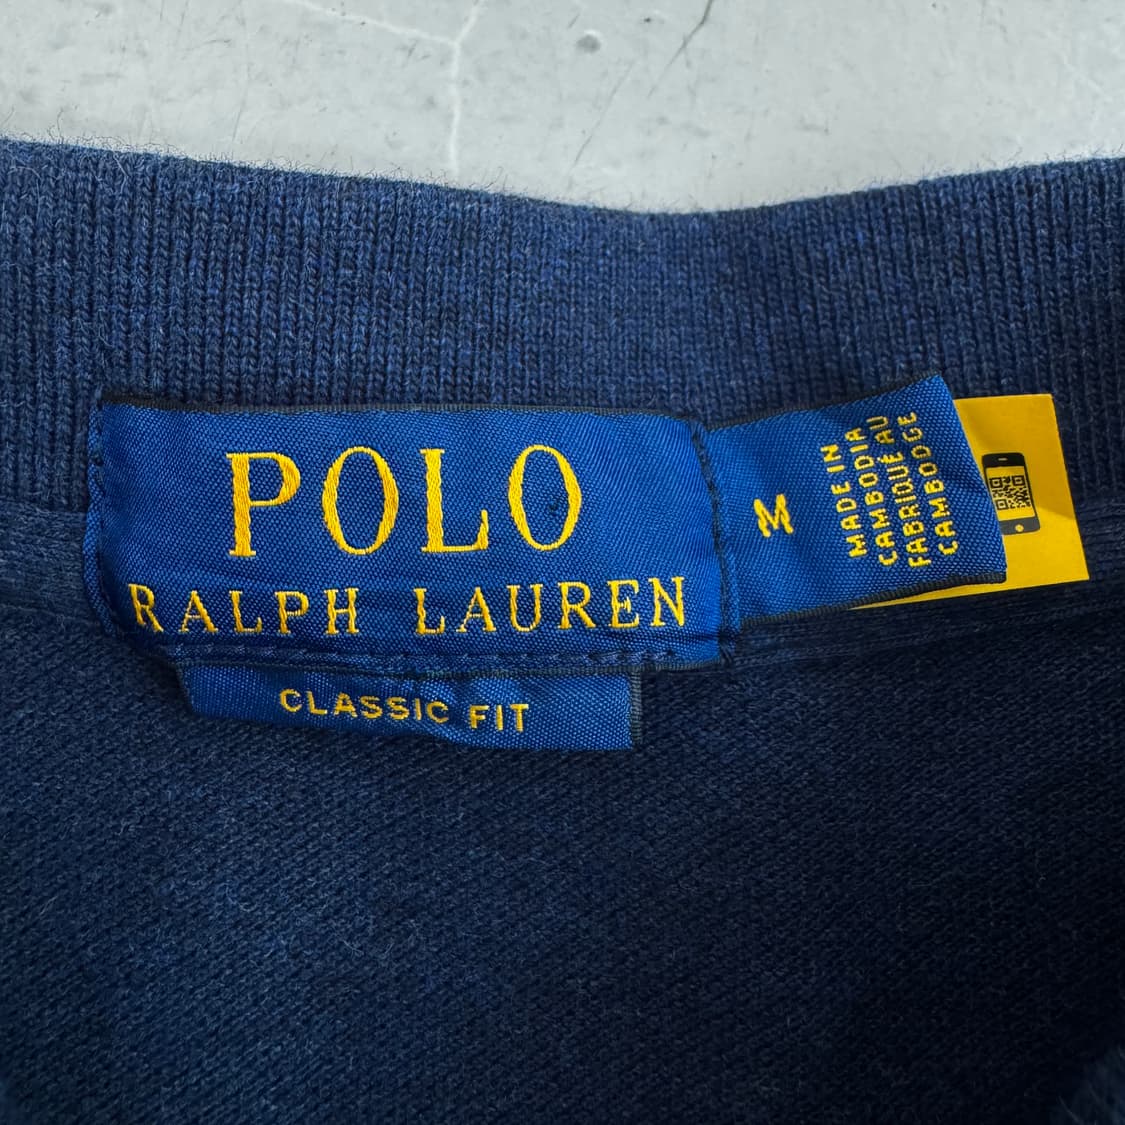 POLO
RALPH LAUREN
CLASSIC FIT
M
MADE IN
CAMBODIA
FABRIQUÉ AU
CAMBODGE